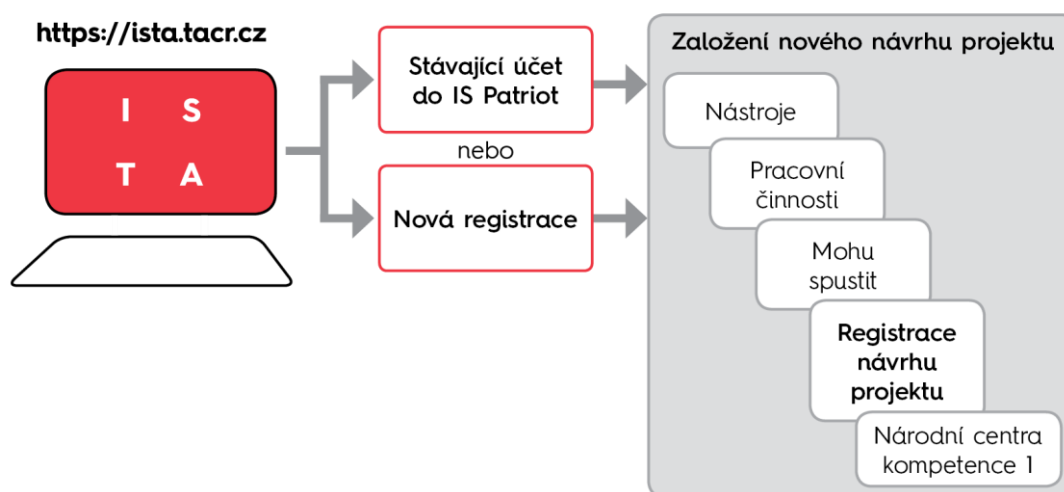 https://ista.tacr.cz
I S
T A
Stávající účet
do IS Patriot
nebo
Nová registrace
Založení nového návrhu projektu
Nástroje
Pracovní
činnosti
Mohu
spustit
Registrace
návrhu
projektu
Národní centra
kompetence 1